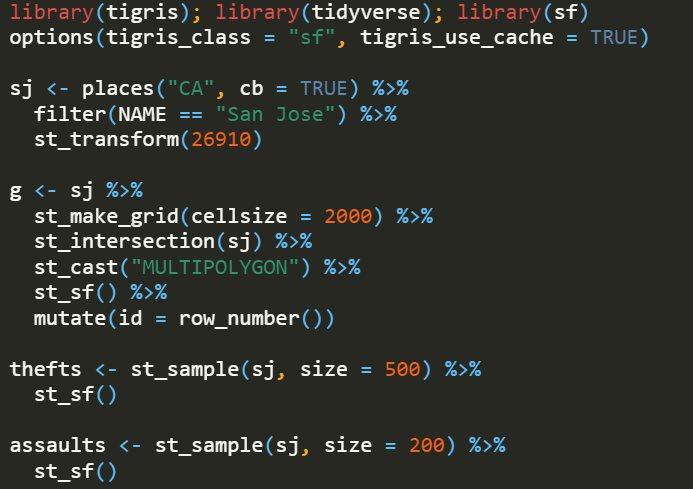 library(tigris); library(tidyverse); library(sf)
options(tigris_class = "sf", tigris_use_cache = TRUE)
sj <- places("CA", cb = TRUE) %>%
filter(NAME == "San Jose") %>%
st_transform(26910)
g <- sj %>%
st_make_grid(cellsize = 2000) %>%
st_intersection(sj) %>%
st_cast("MULTIPOLYGON") %>%
st_sf() %>%
mutate(id = row_number())
thefts <- st_sample(sj, size = 500) %>%
st_sf()
assaults <- st_sample(sj, size = 200) %>%
st_sf()